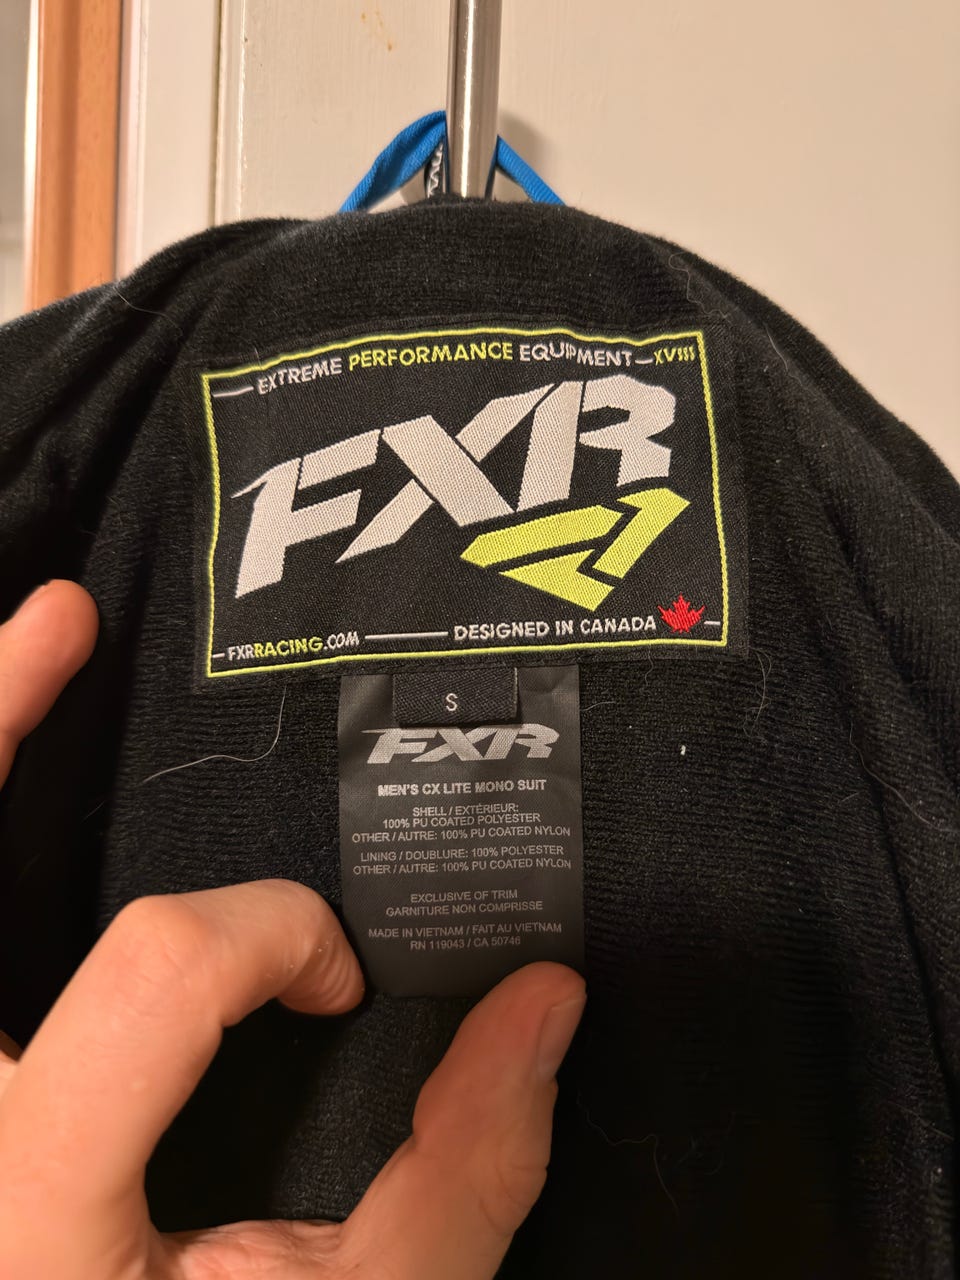 EXTREME PERFORMANCE EQUIPMENT XVIII
FXR
FXRRACING.COM
DESIGNED IN CANADA
S
FXR
MEN'S CX LITE MONO SUIT
SHELL / EXTÉRIEUR:
100% PU COATED POLYESTER
OTHER / AUTRE: 100% PU COATED NYLON
LINING / DOUBLURE: 100% POLYESTER
OTHER / AUTRE: 100% PU COATED NYLON
EXCLUSIVE OF TRIM
GARNITURE NON COMPRISSE
MADE IN VIETNAM / FAIT AU VIETNAM
RN 119043 / CA 50746